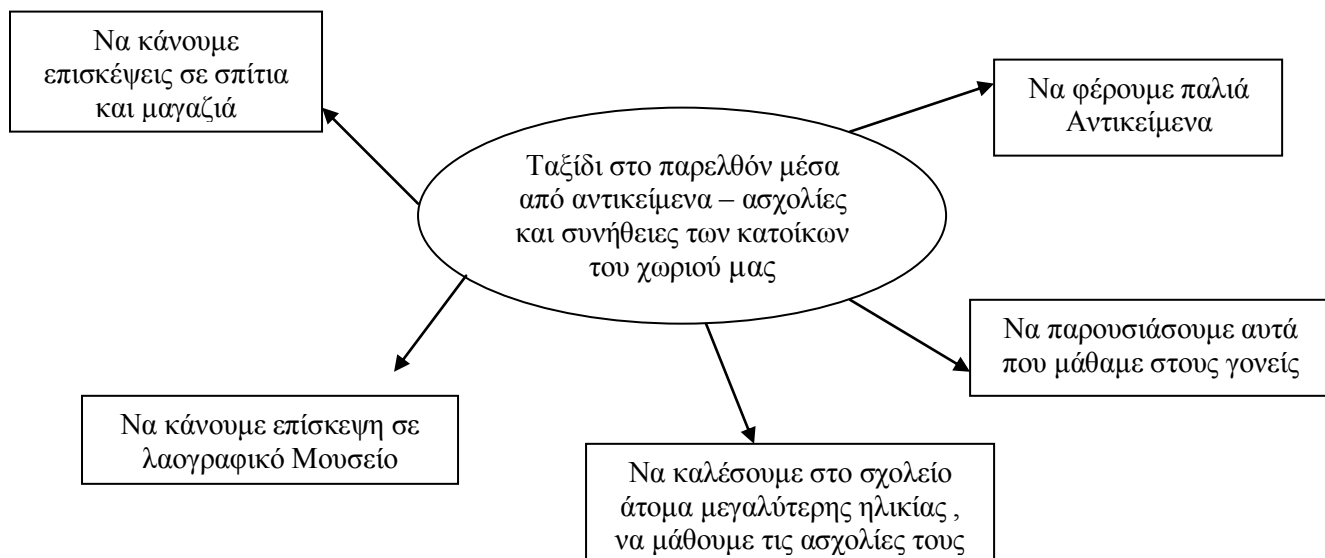 Να κάνουμε
επισκέψεις σε σπίτια
και μαγαζιά
Να φέρουμε παλιά
Αντικείμενα
Ταξίδι στο παρελθόν μέσα
από αντικείμενα – ασχολίες
και συνήθειες των κατοίκων
του χωριού μας
Να παρουσιάσουμε αυτά
που μάθαμε στους γονείς
Να κάνουμε επίσκεψη σε
λαογραφικό Μουσείο
Να καλέσουμε στο σχολείο
άτομα μεγαλύτερης ηλικίας ,
να μάθουμε τις ασχολίες τους